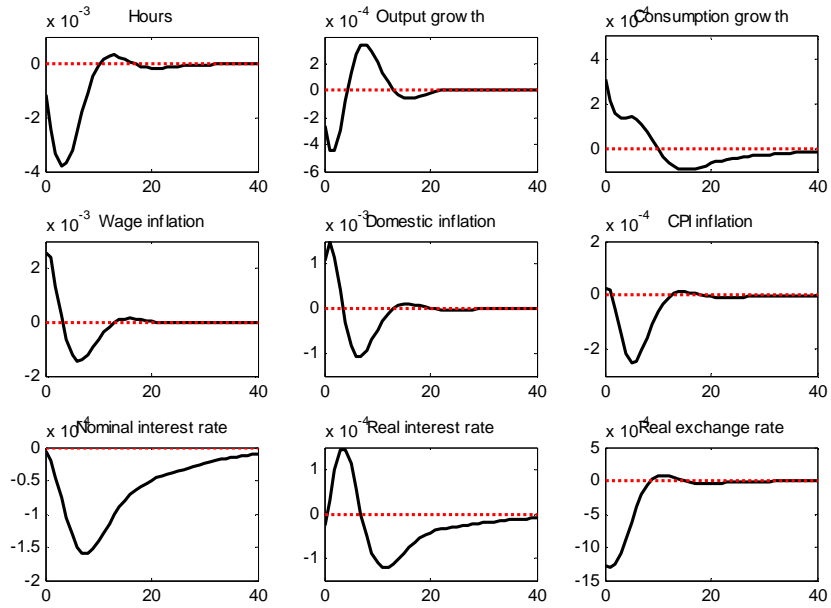 x 10⁻³
Hours
0
-2
-4
0 20 40
x 10⁻⁴
Output growth
2
0
-2
-4
-6
0 20 40
x 10⁻⁴
Consumption growth
4
2
0
0 20 40
x 10⁻³
Wage inflation
2
0
-2
0 20 40
x 10⁻³
Domestic inflation
1
0
-1
0 20 40
x 10⁻⁴
CPI inflation
2
0
-2
0 20 40
x 10⁻⁴
Nominal interest rate
0
-0.5
-1
-1.5
-2
0 20 40
x 10⁻⁴
Real interest rate
1
0
-1
0 20 40
x 10⁻⁴
Real exchange rate
5
0
-5
-10
-15
0 20 40